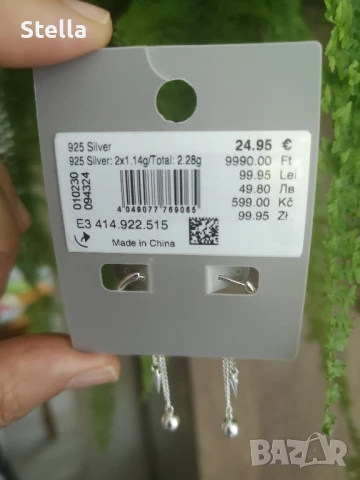 Stella
925 Silver
925 Silver: 2x1.14g/Total: 2.28g
010230
094324
4 049077 769065
E3 414.922.515
Made in China
24.95 €
9990.00 Ft
99.95 Lei
49.80 Лв
599.00 Kč
99.95 Zł
BAZAR.bg